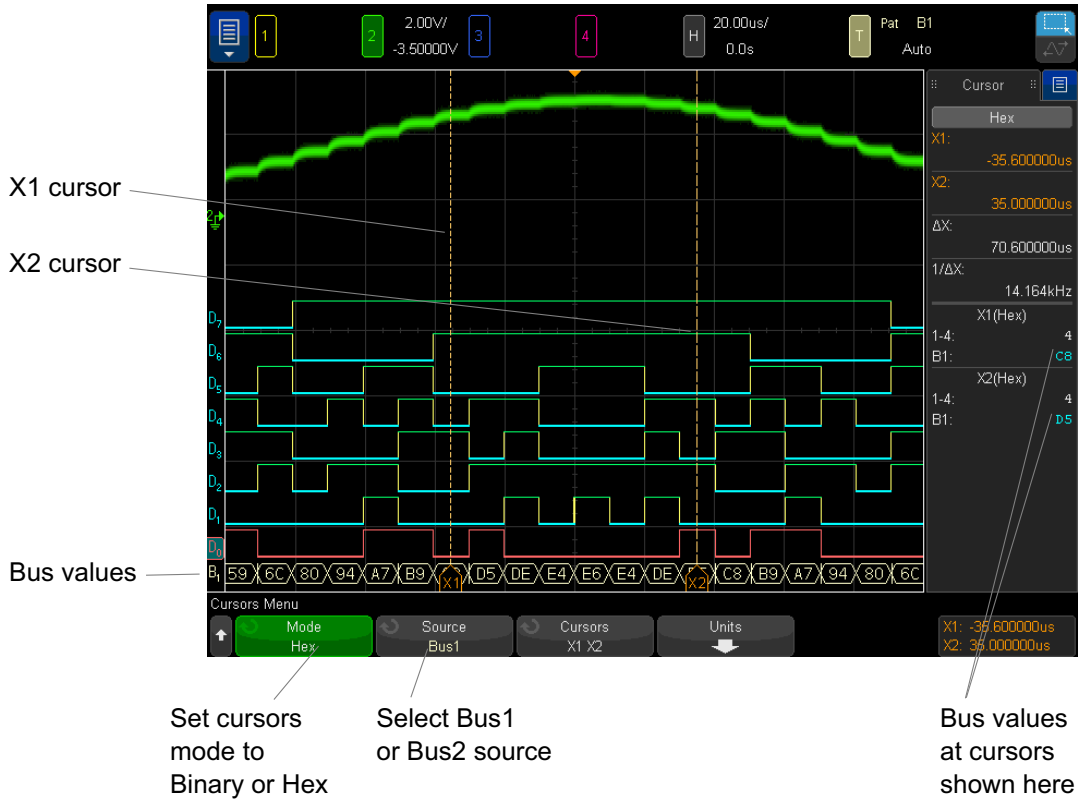 1
2
2.00V/
-3.50000V
3
4
H
20.00us/
0.0s
T
Pat B1
Auto
Cursor
Hex
X1:
-35.600000us
X2:
35.000000us
ΔX:
70.600000us
1/ΔX:
14.164kHz
X1(Hex)
1-4: 4
B1: C8
X2(Hex)
1-4: 4
B1: D5
X1 cursor
X2 cursor
2
D7
D6
D5
D4
D3
D2
D1
D0
Bus values
B1 59 6C 80 94 A7 B9 X1 D5 DE E4 E6 E4 DE X2 C8 B9 A7 94 80 6C
Cursors Menu
Mode
Hex
Source
Bus1
Cursors
X1 X2
Units
X1: -35.600000us
X2: 35.000000us
Set cursors
mode to
Binary or Hex
Select Bus1
or Bus2 source
Bus values
at cursors
shown here